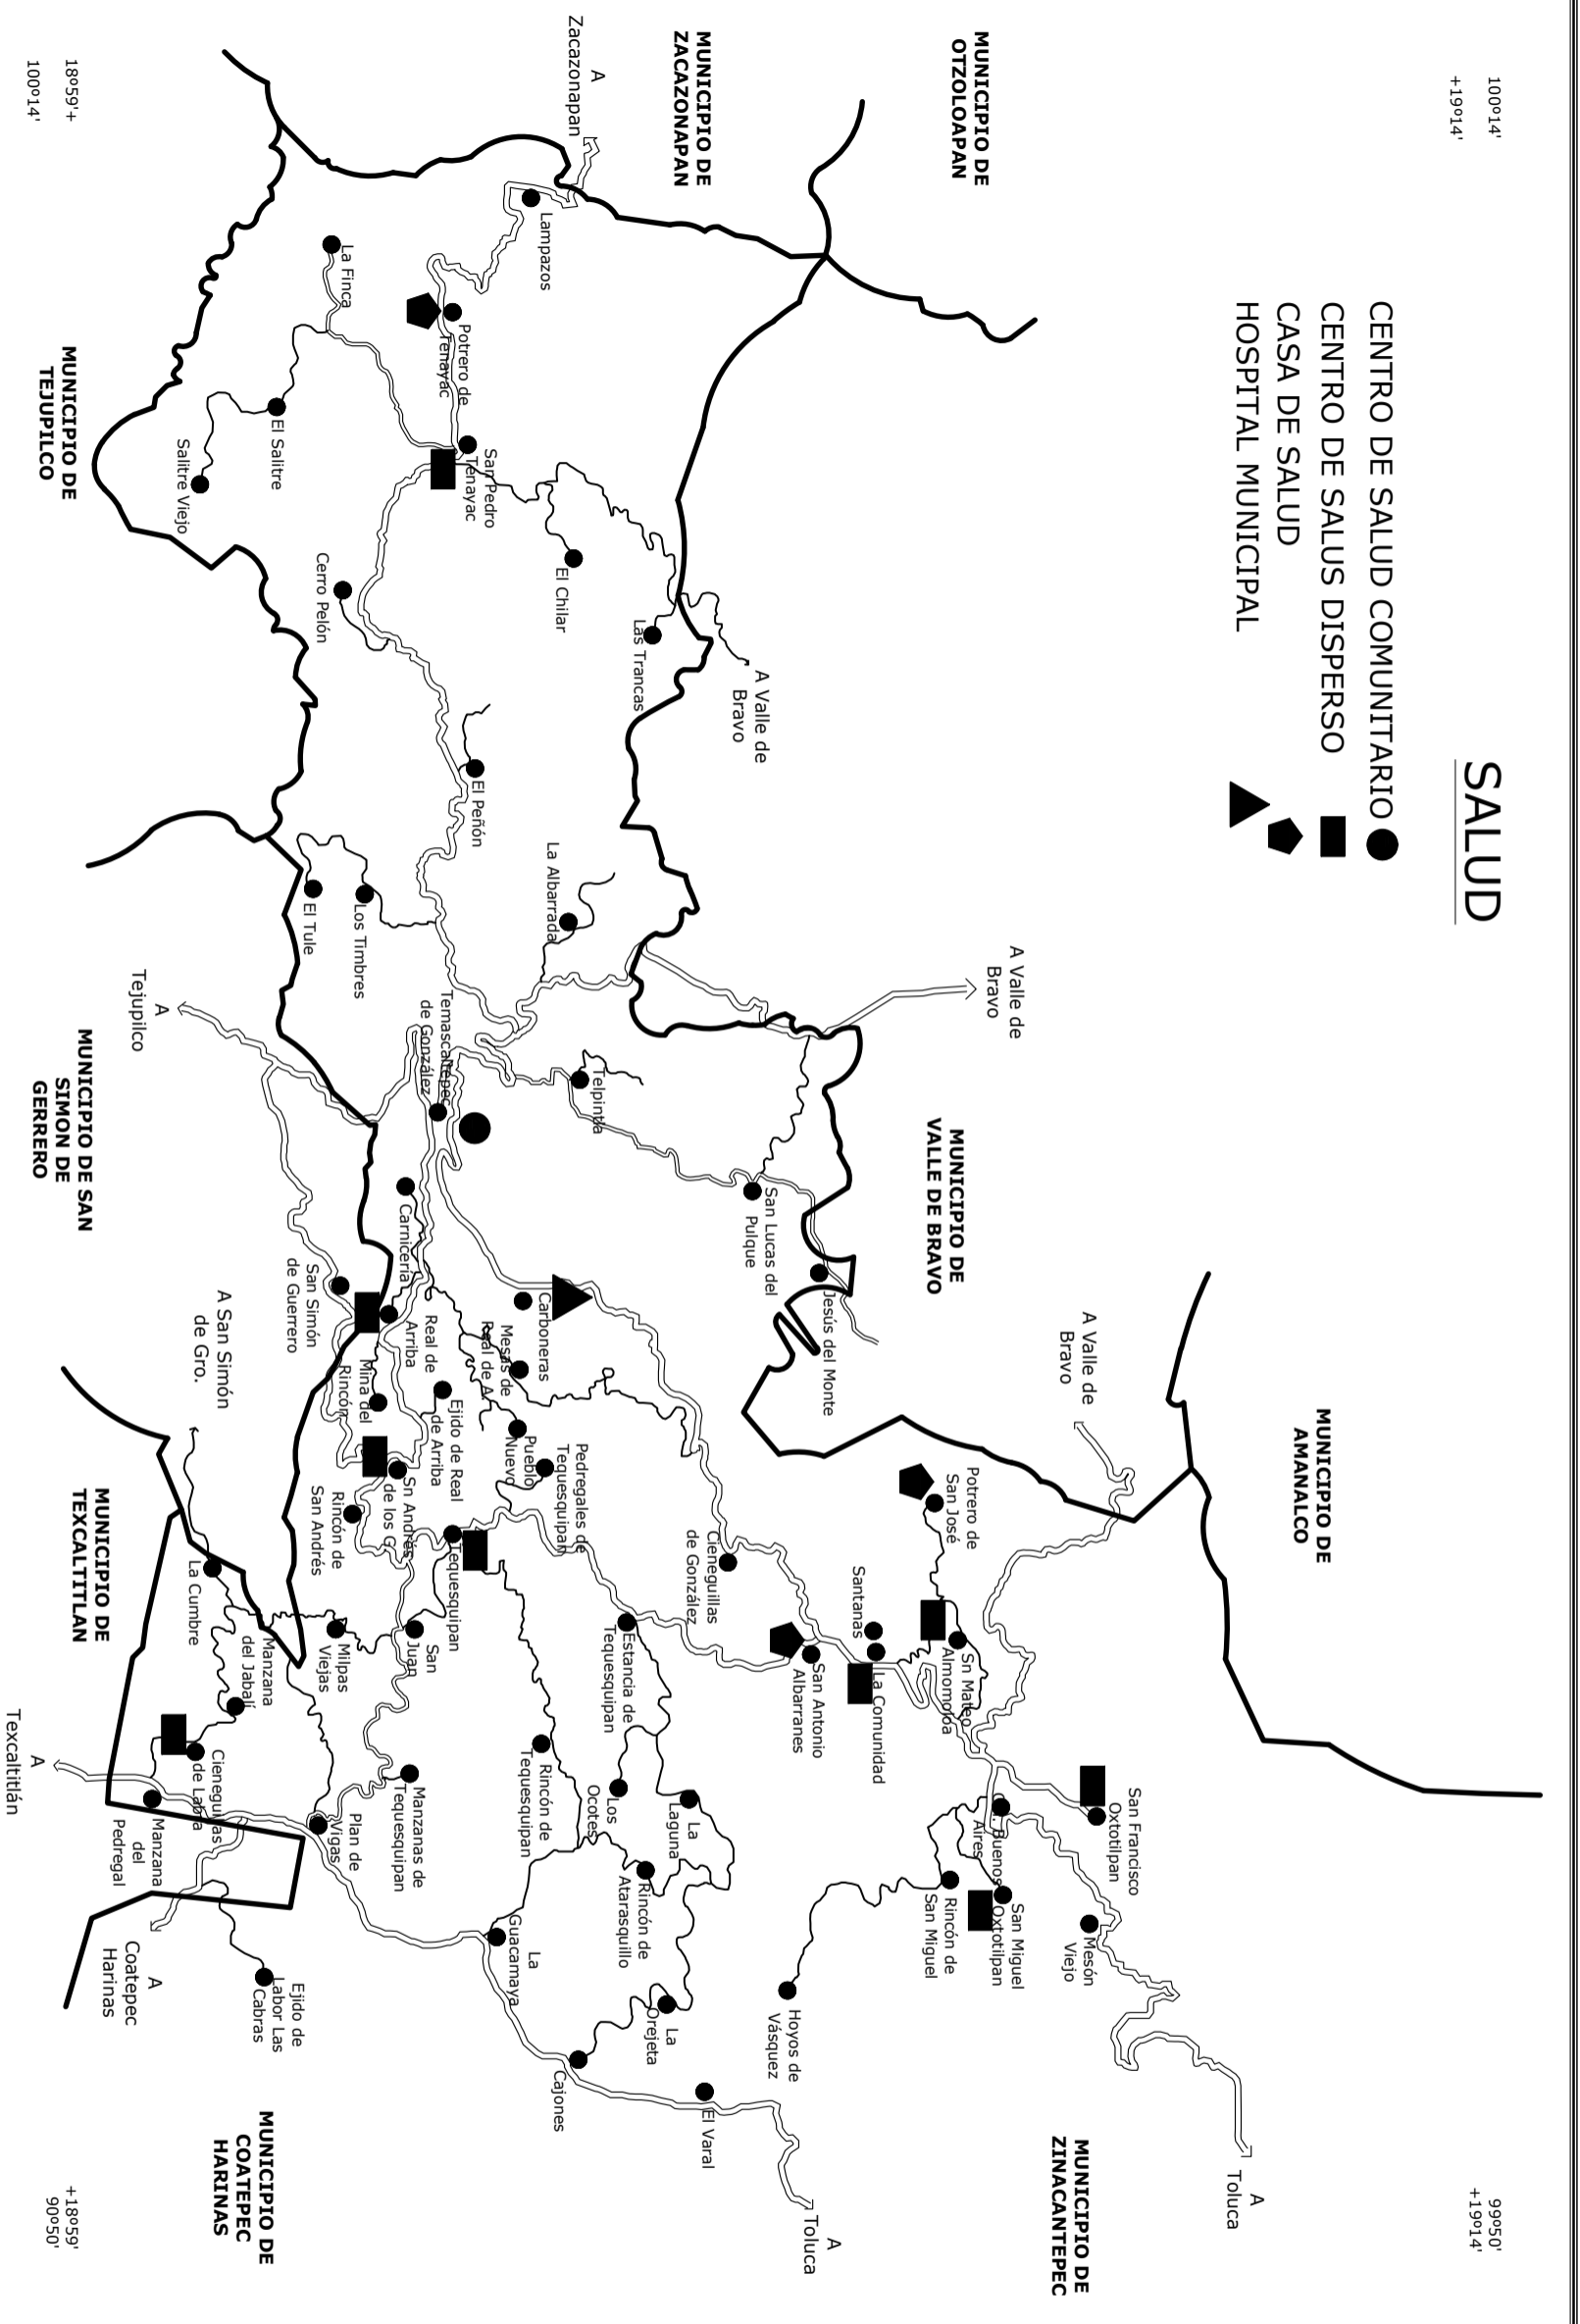 SALUD
100º14'
+19º14'
99º50'
+19º14'
CENTRO DE SALUD COMUNITARIO
CENTRO DE SALUS DISPERSO
CASA DE SALUD
HOSPITAL MUNICIPAL
MUNICIPIO DE
AMANALCO
MUNICIPIO DE
OTZOLOAPAN
MUNICIPIO DE
VALLE DE BRAVO
MUNICIPIO DE
ZINACANTEPEC
MUNICIPIO DE
ZACAZONAPAN
A
Zacazonapan
A Valle de
Bravo
A Valle de
Bravo
A Valle de
Bravo
A
Toluca
A
Toluca
Lampazos
La Finca
Potrero de
Tenayac
El Salitre
Salitre Viejo
San Pedro
Tenayac
El Chilar
Las Trancas
Cerro Pelón
El Peñón
La Albarrada
Los Timbres
El Tule
Temascaltepec
de González
Telpintla
San Lucas del
Pulque
Jesús del Monte
Carnicería
Carboneras
San Simón
de Guerrero
Real de
Arriba
Mesas de
Real de A.
Mina del
Rincón
Ejido de Real
de Arriba
Pueblo
Nuevo
Pedregales de
Tequesquipan
Sn Andrés
de los G
Rincón de
San Andrés
Tequesquipan
Cieneguillas
de González
Potrero de
San José
Santanas
La Comunidad
San Antonio
Albarranes
Sn Mateo
Almomoloa
San Francisco
Oxtotilpan
Buenos
Aires
San Miguel
Oxtotilpan
Rincón de
San Miguel
Mesón
Viejo
Hoyos de
Vásquez
Estancia de
Tequesquipan
San
Juan
Milpas
Viejas
La Cumbre
Manzana
del Jabalí
Cieneguillas
de Labra
Manzana
del
Pedregal
Plan de
Vigas
Manzanas de
Tequesquipan
Rincón de
Tequesquipan
Los
Ocotes
La
Laguna
Rincón de
Atarasquillo
La
Guacamaya
La
Orejeta
Cajones
El Varal
Ejido de
Labor Las
Cabras
A
Tejupilco
A San Simón
de Gro.
A
Texcaltitlán
A
Coatepec
Harinas
MUNICIPIO DE
TEJUPILCO
MUNICIPIO DE SAN
SIMON DE
GERRERO
MUNICIPIO DE
TEXCALTITLAN
MUNICIPIO DE
COATEPEC
HARINAS
18º59'+
100º14'
+18º59'
90º50'